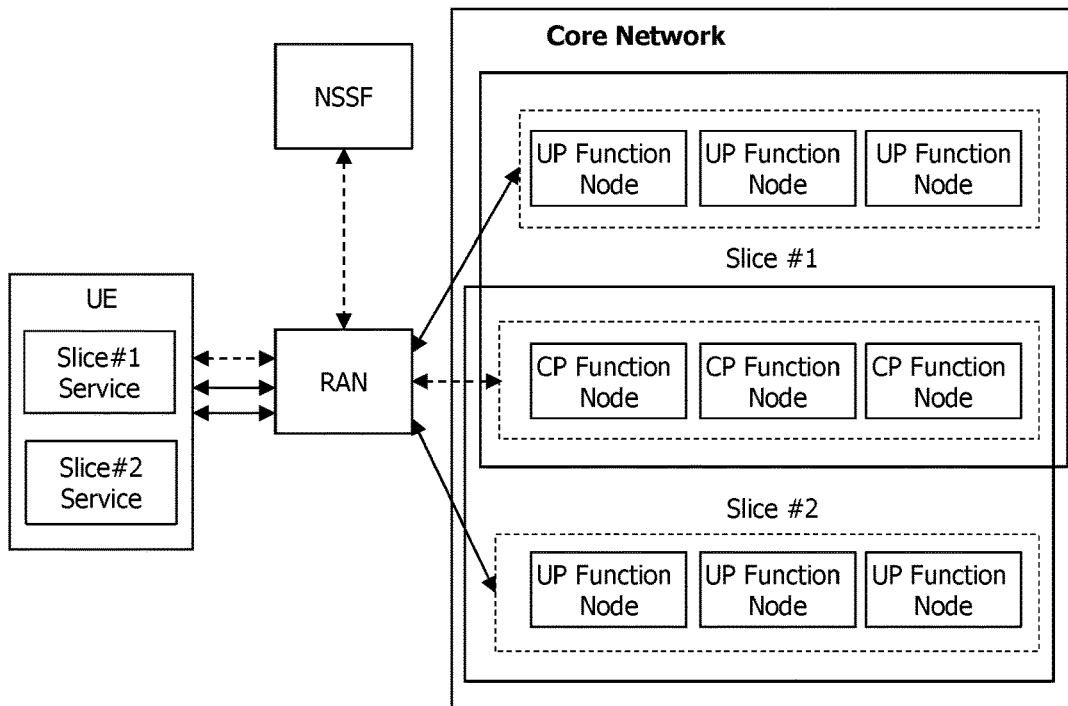 Core Network
NSSF
UP Function
Node
UP Function
Node
UP Function
Node
Slice #1
UE
Slice#1
Service
RAN
CP Function
Node
CP Function
Node
CP Function
Node
Slice#2
Service
Slice #2
UP Function
Node
UP Function
Node
UP Function
Node